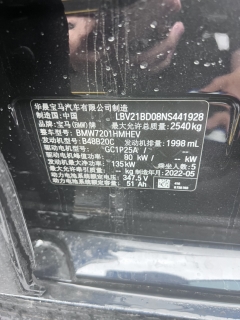 华晨宝马汽车有限公司制造
制造国:中国 LBV21BD08NS441928
最大允许总质量:2540kg
品牌:宝马(BMW)牌
整车型号:BMW7201HMHEV
发动机型号:B48B20C 发动机排量:1998 mL
驱动电机型号:GC1P25A
驱动电机峰值功率:80 kW
发动机最大净功率:135 kW 乘坐人数:5
动力电池系统额定电压:347.5 V 制造年月:2022-05
动力电池系统额定容量:51 Ah